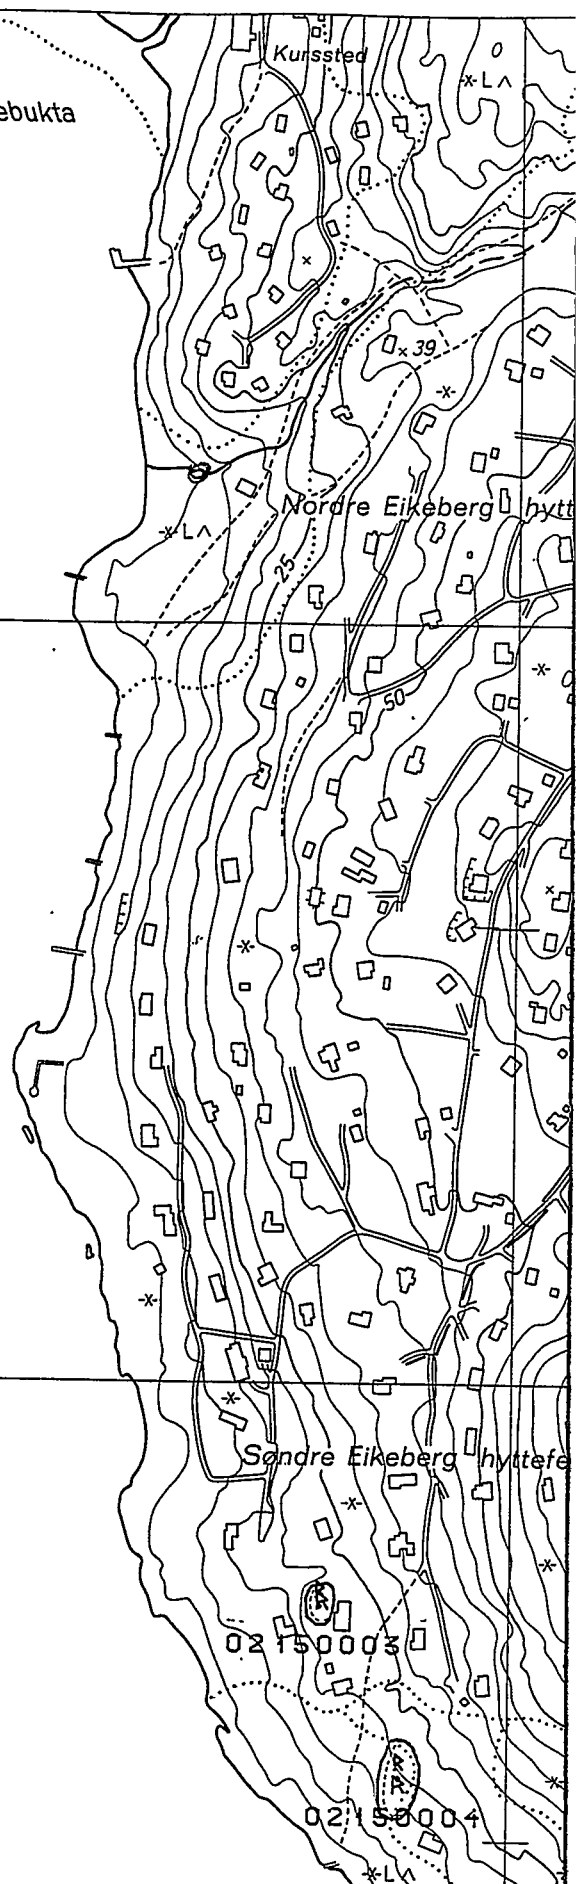 Kurssted
L
ebukta
39
Nordre Eikeberg hytt
L
25
50
Søndre Eikeberg hyttefe
R
R
02150003
R
R
02150004
L